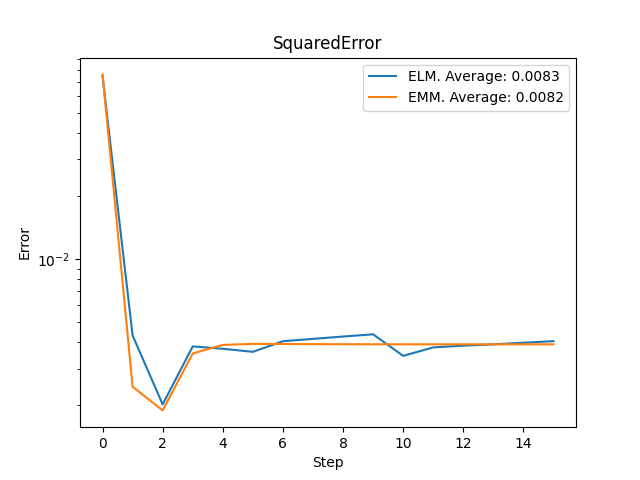 SquaredError
ELM. Average: 0.0083
EMM. Average: 0.0082
Error
10⁻²
0 2 4 6 8 10 12 14
Step